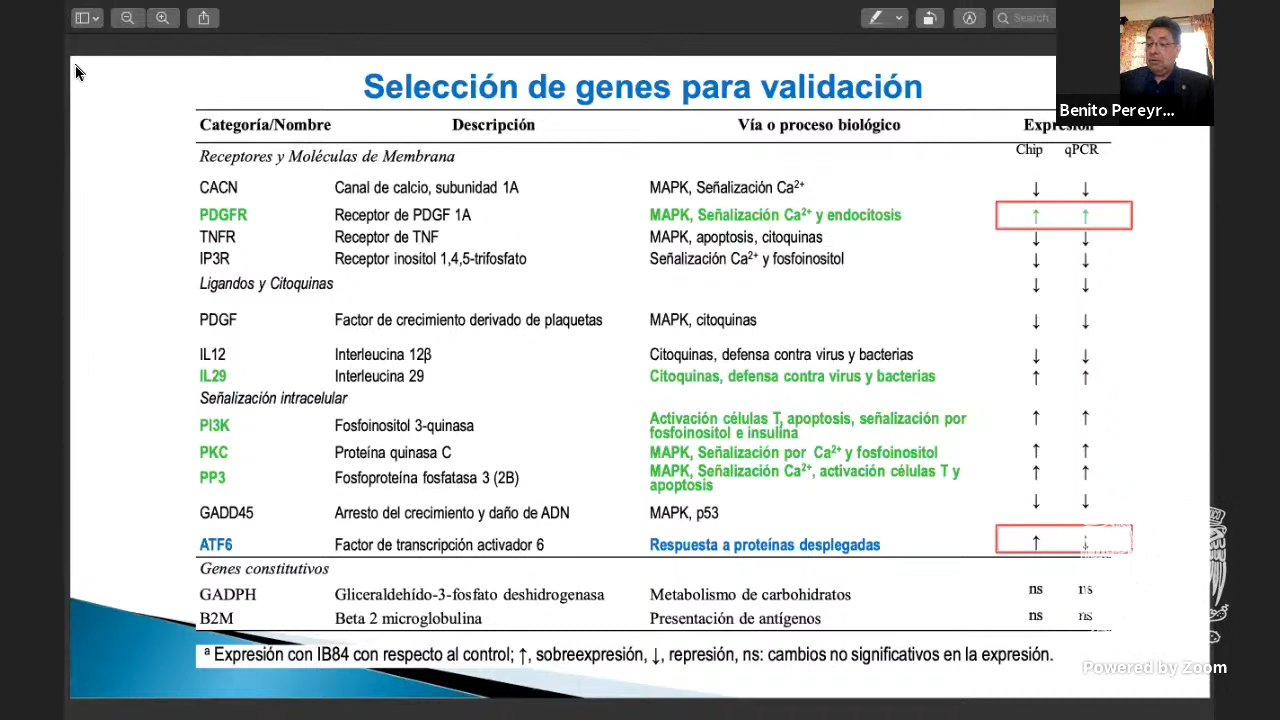 Search
Benito Pereyr...
Selección de genes para validación
Categoría/Nombre Descripción Vía o proceso biológico Expresión
Chip qPCR
Receptores y Moléculas de Membrana
CACN Canal de calcio, subunidad 1A MAPK, Señalización Ca²⁺ ↓ ↓
PDGFR Receptor de PDGF 1A MAPK, Señalización Ca²⁺ y endocitosis ↑ ↑
TNFR Receptor de TNF MAPK, apoptosis, citoquinas ↓ ↓
IP3R Receptor inositol 1,4,5-trifosfato Señalización Ca²⁺ y fosfoinositol ↓ ↓
Ligandos y Citoquinas ↓ ↓
PDGF Factor de crecimiento derivado de plaquetas MAPK, citoquinas ↓ ↓
IL12 Interleucina 12β Citoquinas, defensa contra virus y bacterias ↓ ↓
IL29 Interleucina 29 Citoquinas, defensa contra virus y bacterias ↑ ↑
Señalización intracelular
PI3K Fosfoinositol 3-quinasa Activación células T, apoptosis, señalización por ↑ ↑
fosfoinositol e insulina
PKC Proteína quinasa C MAPK, Señalización por Ca²⁺ y fosfoinositol ↑ ↑
PP3 Fosfoproteína fosfatasa 3 (2B) MAPK, Señalización Ca²⁺, activación células T y ↑ ↑
apoptosis
↓ ↓
GADD45 Arresto del crecimiento y daño de ADN MAPK, p53
ATF6 Factor de transcripción activador 6 Respuesta a proteínas desplegadas ↑
Genes constitutivos
GADPH Gliceraldehído-3-fosfato deshidrogenasa Metabolismo de carbohidratos ns ns
B2M Beta 2 microglobulina Presentación de antígenos ns ns
ª Expresión con IB84 con respecto al control; ↑, sobreexpresión, ↓, represión, ns: cambios no significativos en la expresión.
Powered by Zoom